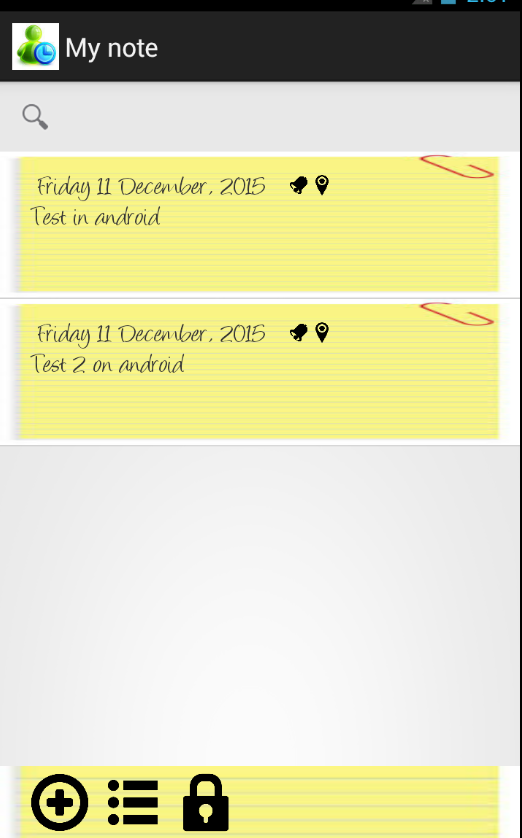 My note
Friday 11 December, 2015
Test in android
Friday 11 December, 2015
Test 2 on android